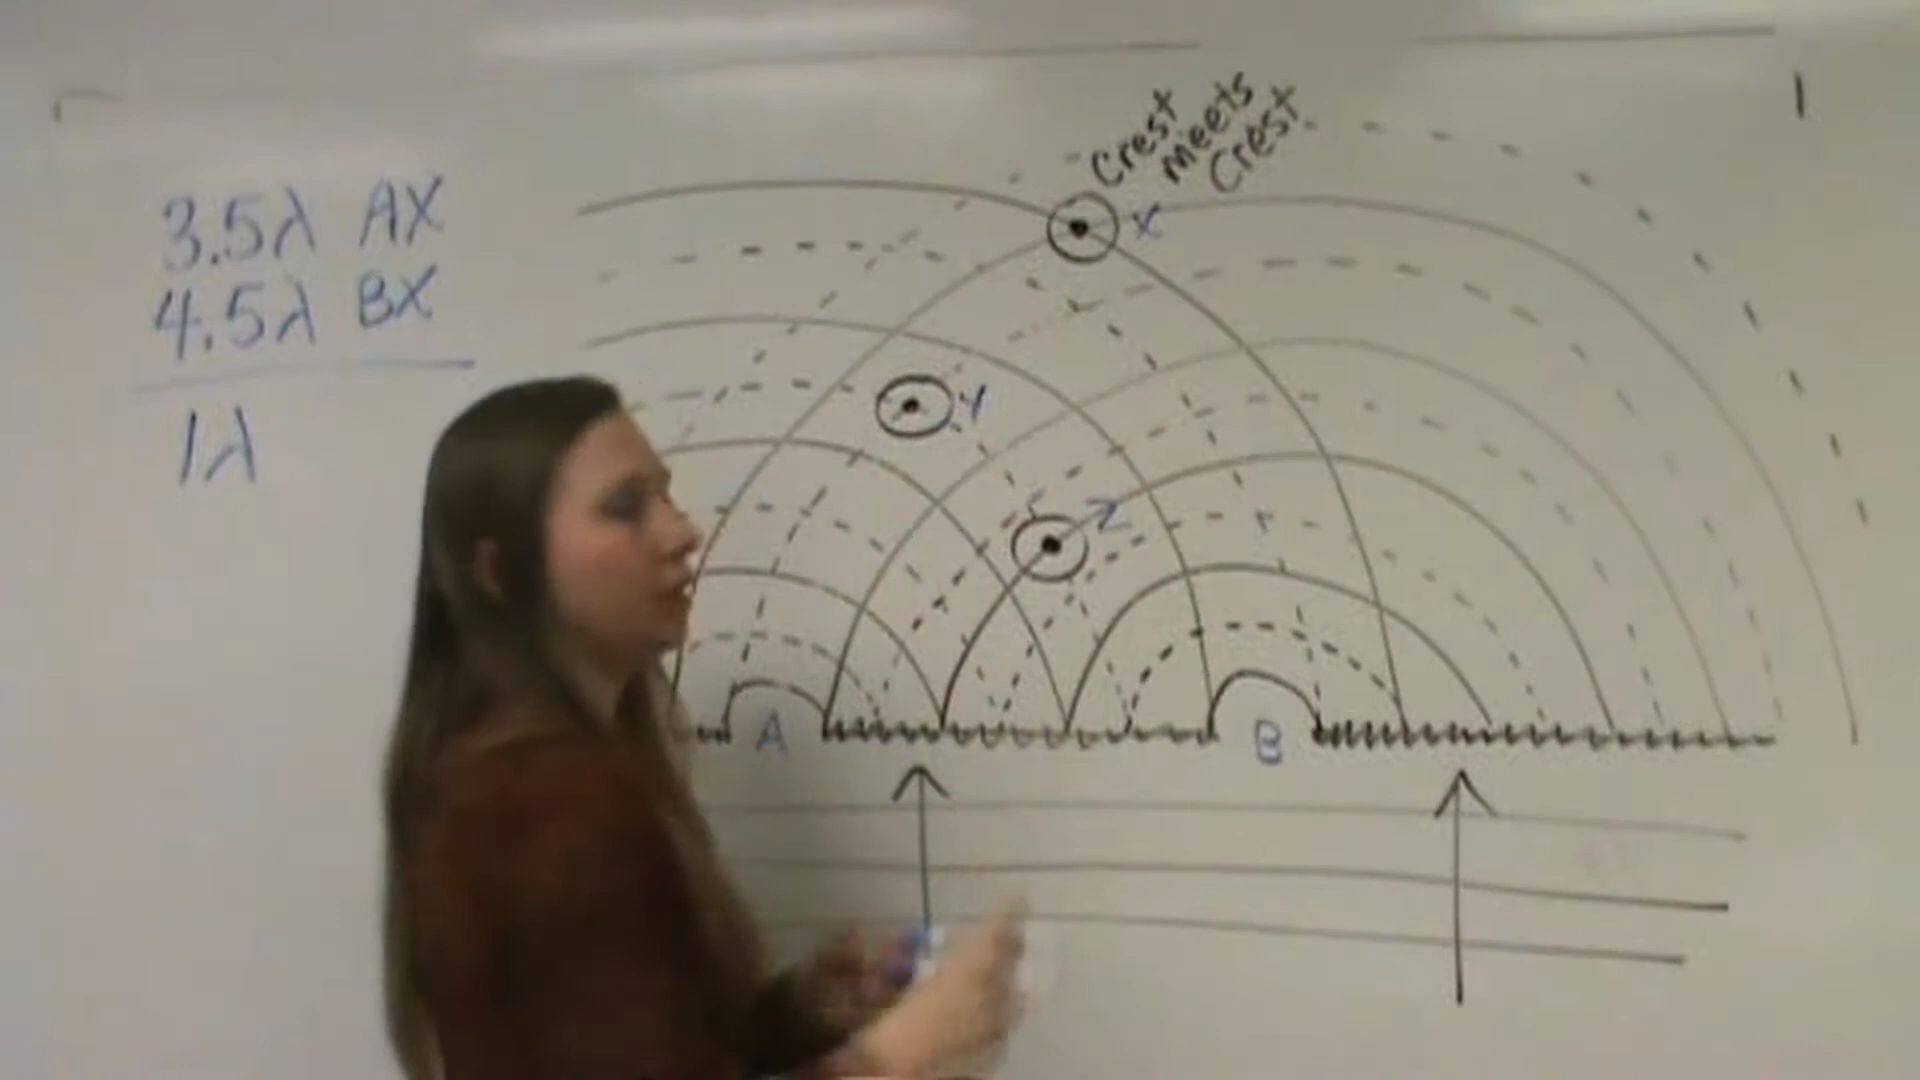 3.5λ AX
4.5λ BX
1λ
Crest
meets
Crest
X
Y
Z
A
B